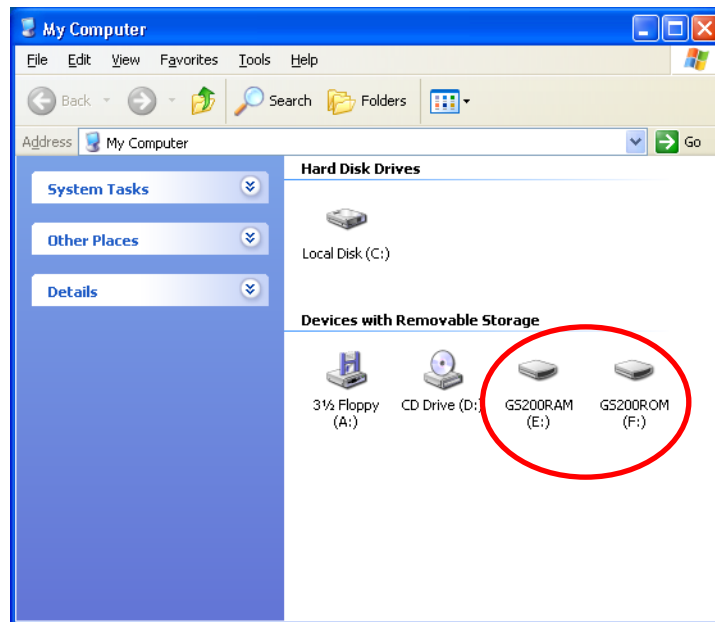 My Computer
File Edit View Favorites Tools Help
Back Search Folders
Address My Computer Go
System Tasks
Other Places
Details
Hard Disk Drives
Local Disk (C:)
Devices with Removable Storage
3½ Floppy (A:)
CD Drive (D:)
GS200RAM (E:)
GS200ROM (F:)